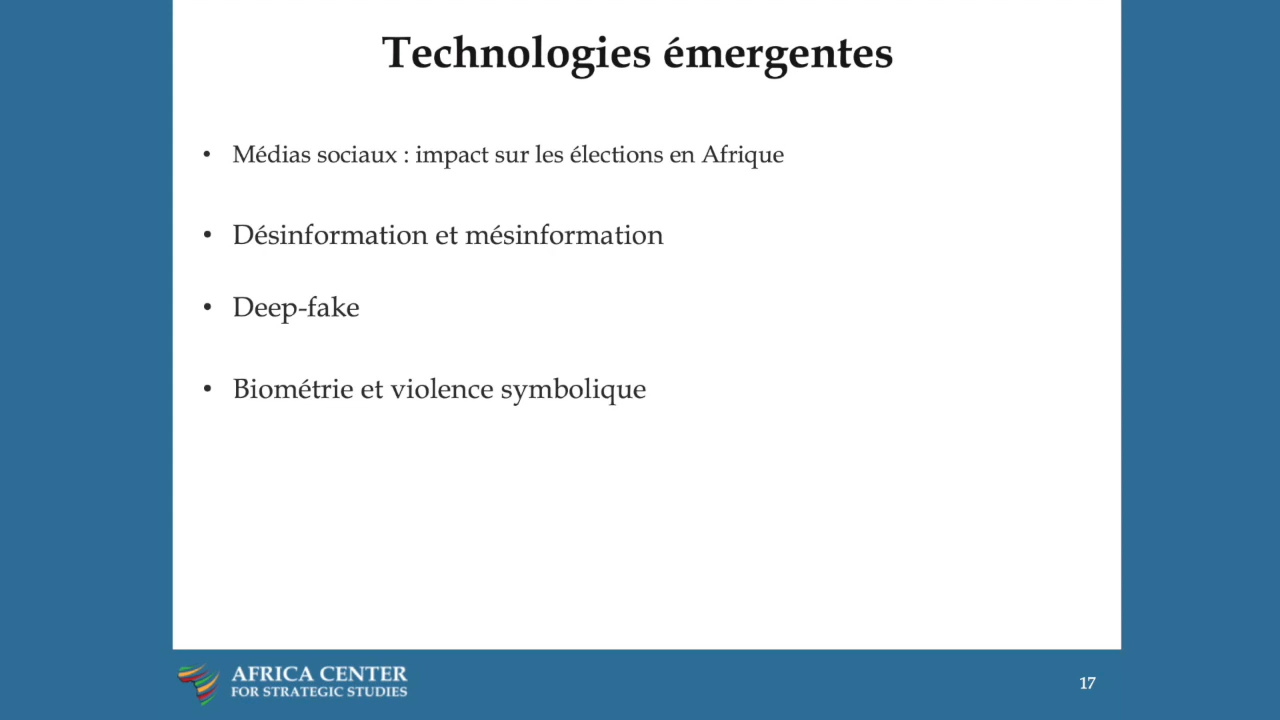 Technologies émergentes
• Médias sociaux : impact sur les élections en Afrique
• Désinformation et mésinformation
• Deep-fake
• Biométrie et violence symbolique
AFRICA CENTER
FOR STRATEGIC STUDIES
17